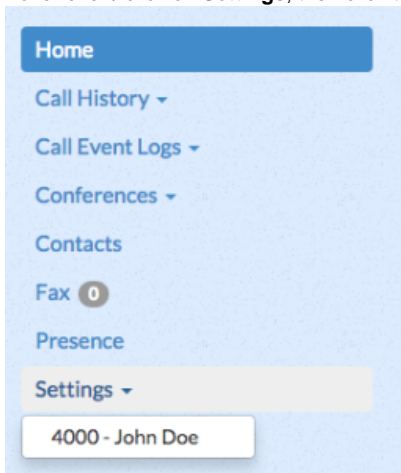 Home
Call History
Call Event Logs
Conferences
Contacts
Fax 0
Presence
Settings
4000 - John Doe